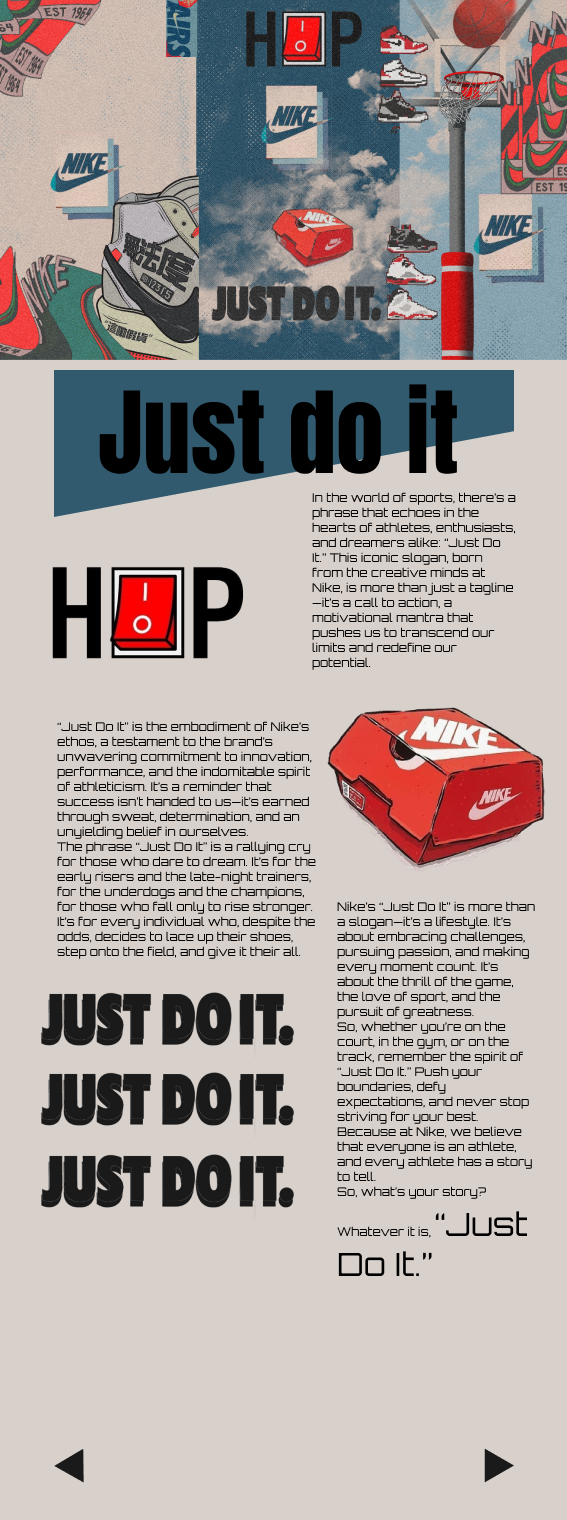 EST 1964
EST 1964
64
AIRS
H P
NIKE
NIKE
NIKE
NIKE
NIKE
無法度
JUST DO IT.
EST
EST 19
Just do it
In the world of sports, there’s a
phrase that echoes in the
hearts of athletes, enthusiasts,
and dreamers alike: “Just Do
It.” This iconic slogan, born
from the creative minds at
Nike, is more than just a tagline
—it’s a call to action, a
motivational mantra that
pushes us to transcend our
limits and redefine our
potential.
H P
“Just Do It” is the embodiment of Nike’s
ethos, a testament to the brand’s
unwavering commitment to innovation,
performance, and the indomitable spirit
of athleticism. It’s a reminder that
success isn’t handed to us—it’s earned
through sweat, determination, and an
unyielding belief in ourselves.
The phrase “Just Do It” is a rallying cry
for those who dare to dream. It’s for the
early risers and the late-night trainers,
for the underdogs and the champions,
for those who fall only to rise stronger.
It’s for every individual who, despite the
odds, decides to lace up their shoes,
step onto the field, and give it their all.
NIKE
NIKE
Nike’s “Just Do It” is more than
a slogan—it’s a lifestyle. It’s
about embracing challenges,
pursuing passion, and making
every moment count. It’s
about the thrill of the game,
the love of sport, and the
pursuit of greatness.
So, whether you’re on the
court, in the gym, or on the
track, remember the spirit of
“Just Do It.” Push your
boundaries, defy
expectations, and never stop
striving for your best.
Because at Nike, we believe
that everyone is an athlete,
and every athlete has a story
to tell.
So, what’s your story?
Whatever it is, “Just
Do It.”
JUST DO IT.
JUST DO IT.
JUST DO IT.